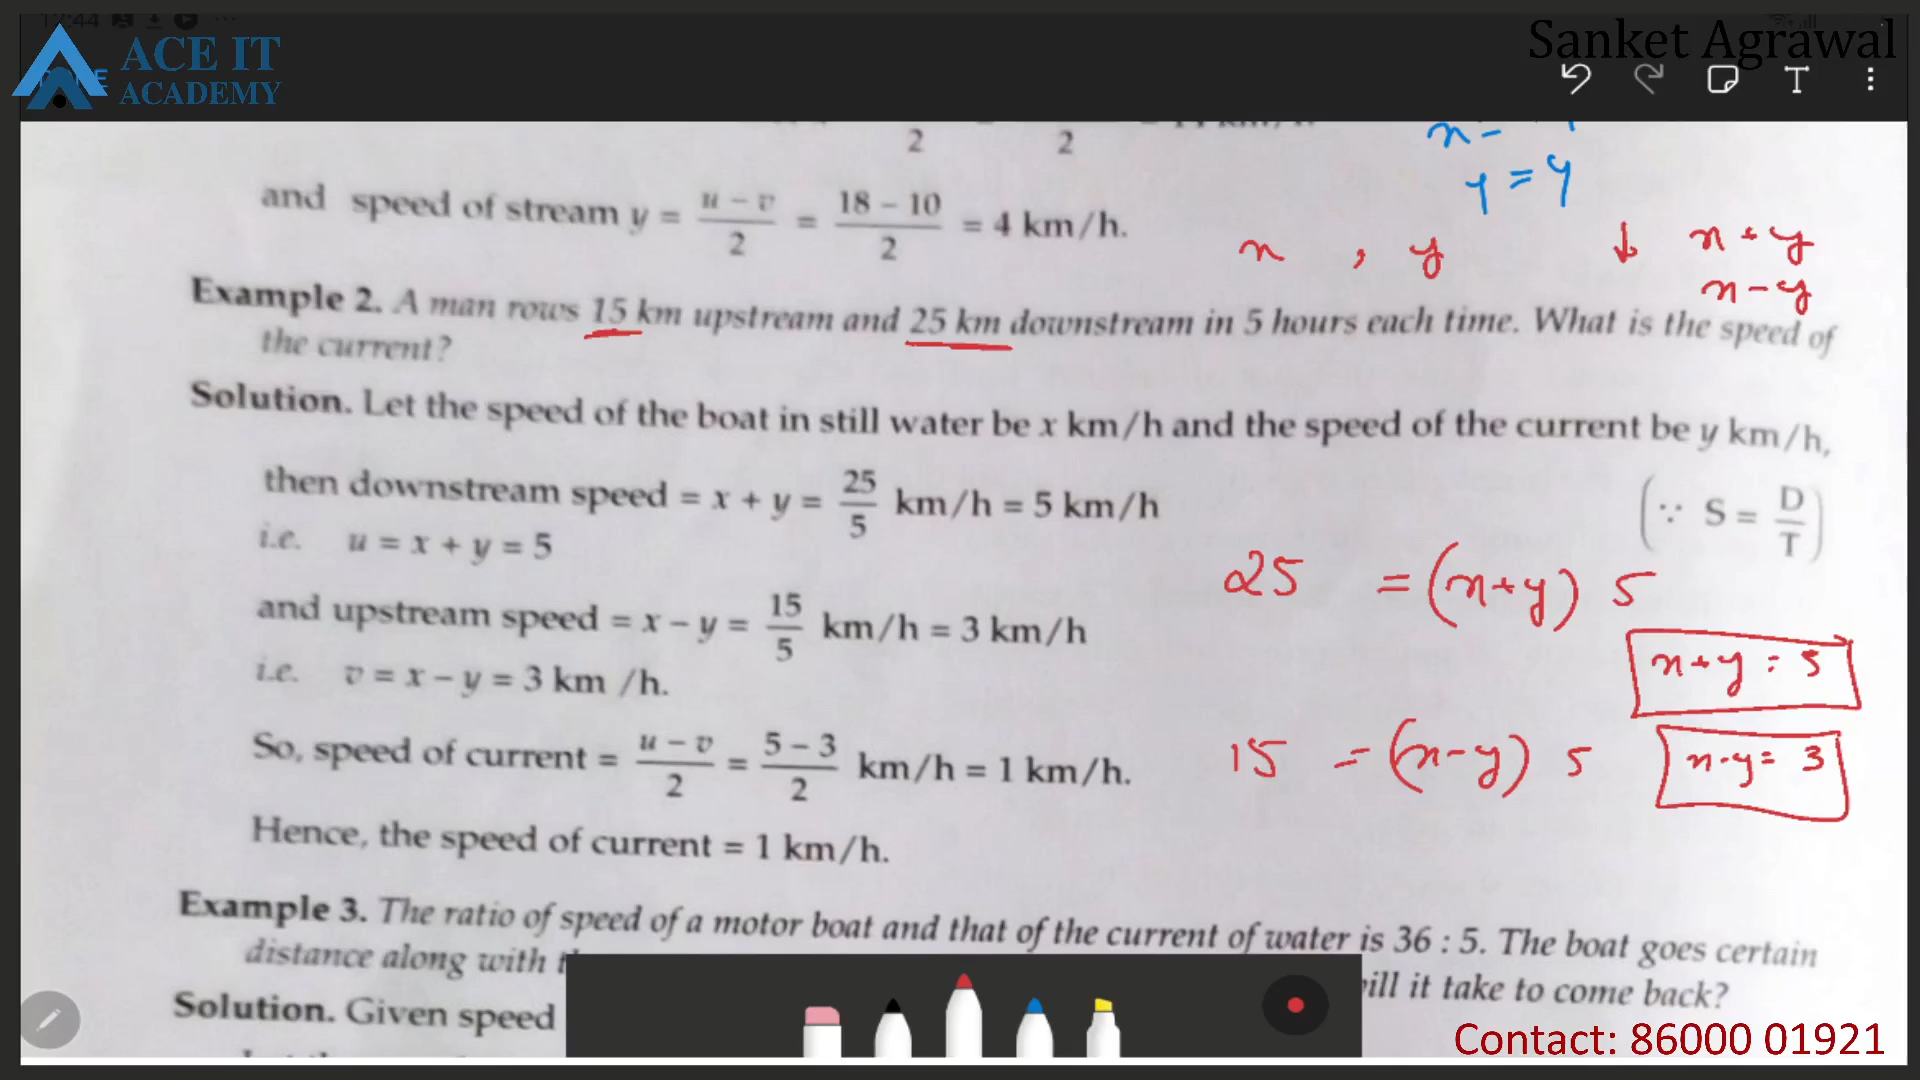 12:44
Sanket Agrawal
ACE IT
ACADEMY
T
2 2
x -
y = y
and speed of stream y = u – v / 2 = 18 – 10 / 2 = 4 km/h.
x , y ↓ x + y
x - y
Example 2. A man rows 15 km upstream and 25 km downstream in 5 hours each time. What is the speed of
the current?
Solution. Let the speed of the boat in still water be x km/h and the speed of the current be y km/h,
then downstream speed = x + y = 25/5 km/h = 5 km/h (∵ S = D/T)
i.e. u = x + y = 5
25 = (x+y) 5
and upstream speed = x – y = 15/5 km/h = 3 km/h
x+y = 5
i.e. v = x – y = 3 km /h.
So, speed of current = u – v / 2 = 5 – 3 / 2 km/h = 1 km/h.
15 = (x-y) 5
x-y = 3
Hence, the speed of current = 1 km/h.
Example 3. The ratio of speed of a motor boat and that of the current of water is 36 : 5. The boat goes certain
distance along with ill it take to come back?
Solution. Given speed
Contact: 86000 01921